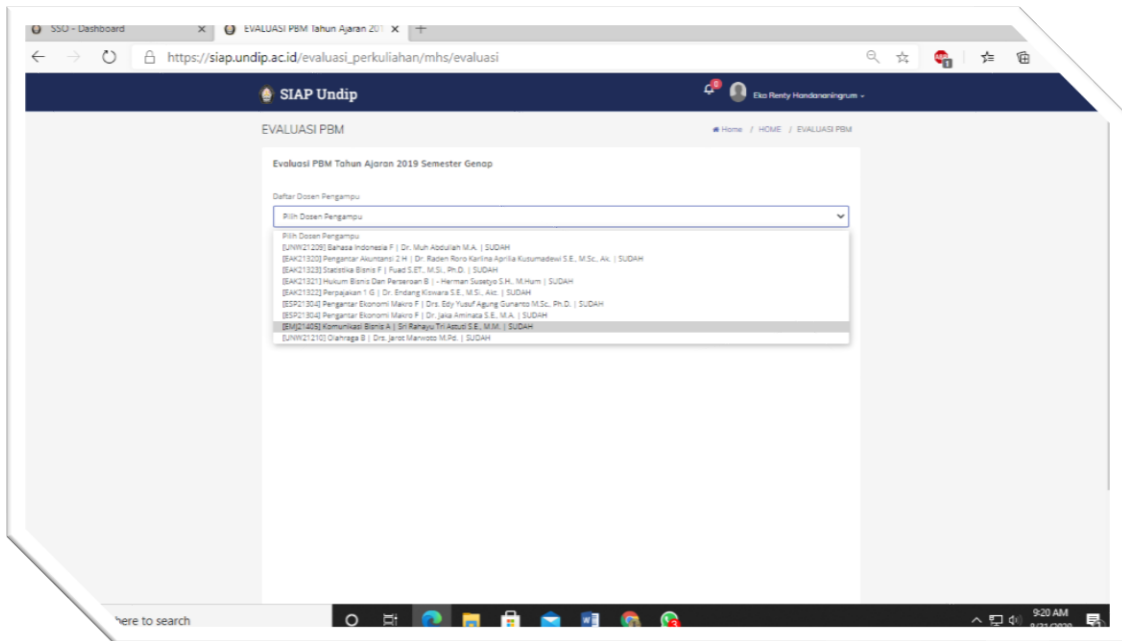 SSO - Dashboard
EVALUASI PBM Tahun Ajaran 201
https://siap.undip.ac.id/evaluasi_perkuliahan/mhs/evaluasi
SIAP Undip
Eka Renty Handananingrum
EVALUASI PBM
Home / HOME / EVALUASI PBM
Evaluasi PBM Tahun Ajaran 2019 Semester Genap
Daftar Dosen Pengampu
Pilih Dosen Pengampu
Pilih Dosen Pengampu
[UNW21209] Bahasa Indonesia F | Dr. Muh Abdullah M.A. | SUDAH
[EAK21320] Pengantar Akuntansi 2 H | Dr. Raden Roro Karlina Aprilia Kusumadewi S.E., M.Sc., Ak. | SUDAH
[EAK21323] Statistika Bisnis F | Fuad S.ET., M.Si., Ph.D. | SUDAH
[EAK21321] Hukum Bisnis Dan Perseroan B | - Herman Susetyo S.H., M.Hum | SUDAH
[EAK21322] Perpajakan 1 G | Dr. Endang Kiswara S.E., M.Si., Akt. | SUDAH
[ESP21304] Pengantar Ekonomi Makro F | Drs. Edy Yusuf Agung Gunanto M.Sc., Ph.D. | SUDAH
[ESP21304] Pengantar Ekonomi Makro F | Dr. Jaka Aminata S.E., M.A. | SUDAH
[EMJ21405] Komunikasi Bisnis A | Sri Rahayu Tri Astuti S.E., M.M. | SUDAH
[UNW21210] Olahraga B | Drs. Jarot Marwoto M.Pd. | SUDAH
here to search
9:20 AM